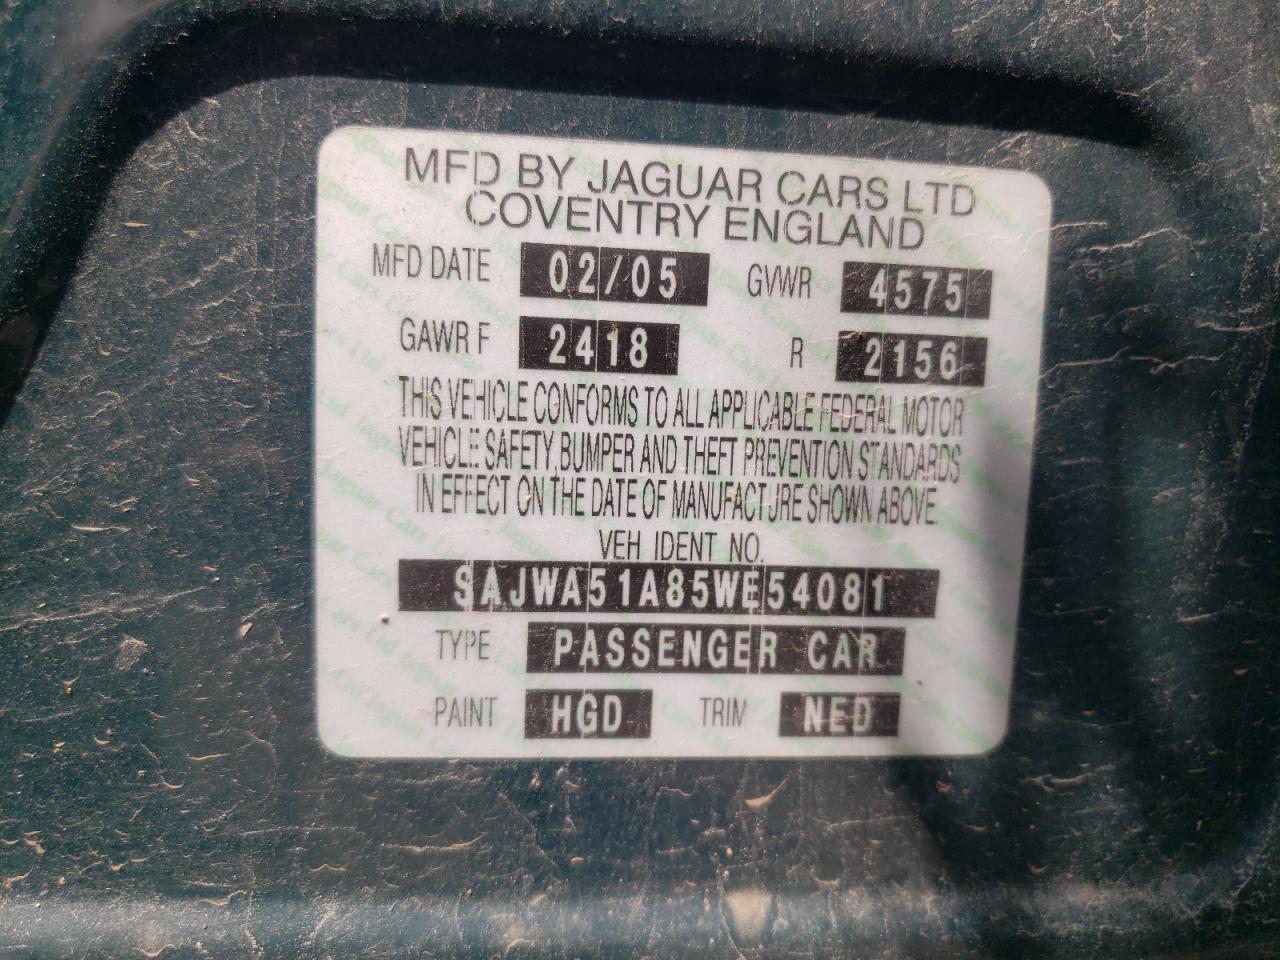 MFD BY JAGUAR CARS LTD
COVENTRY ENGLAND
MFD DATE 02/05 GVWR 4575
GAWR F 2418 R 2156
THIS VEHICLE CONFORMS TO ALL APPLICABLE FEDERAL MOTOR
VEHICLE SAFETY, BUMPER AND THEFT PREVENTION STANDARDS
IN EFFECT ON THE DATE OF MANUFACTURE SHOWN ABOVE.
VEH IDENT NO.
SAJWA51A85WE54081
TYPE PASSENGER CAR
PAINT HGD TRIM NED